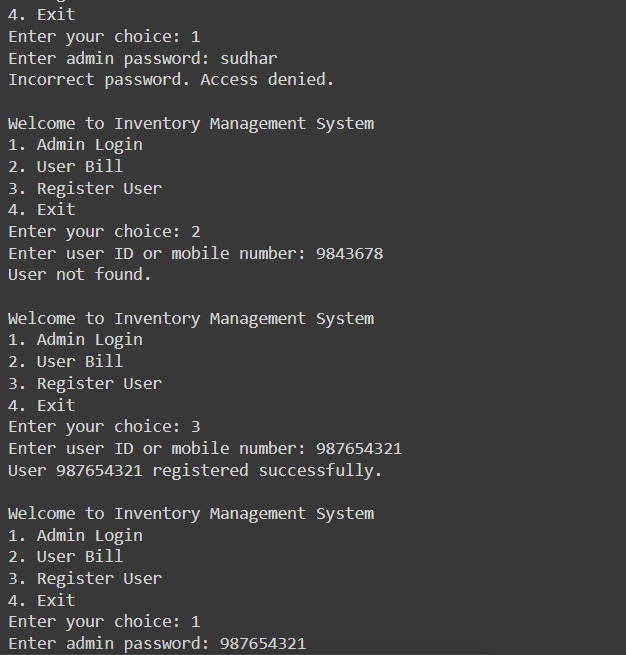 4. Exit
Enter your choice: 1
Enter admin password: sudhar
Incorrect password. Access denied.
Welcome to Inventory Management System
1. Admin Login
2. User Bill
3. Register User
4. Exit
Enter your choice: 2
Enter user ID or mobile number: 9843678
User not found.
Welcome to Inventory Management System
1. Admin Login
2. User Bill
3. Register User
4. Exit
Enter your choice: 3
Enter user ID or mobile number: 987654321
User 987654321 registered successfully.
Welcome to Inventory Management System
1. Admin Login
2. User Bill
3. Register User
4. Exit
Enter your choice: 1
Enter admin password: 987654321